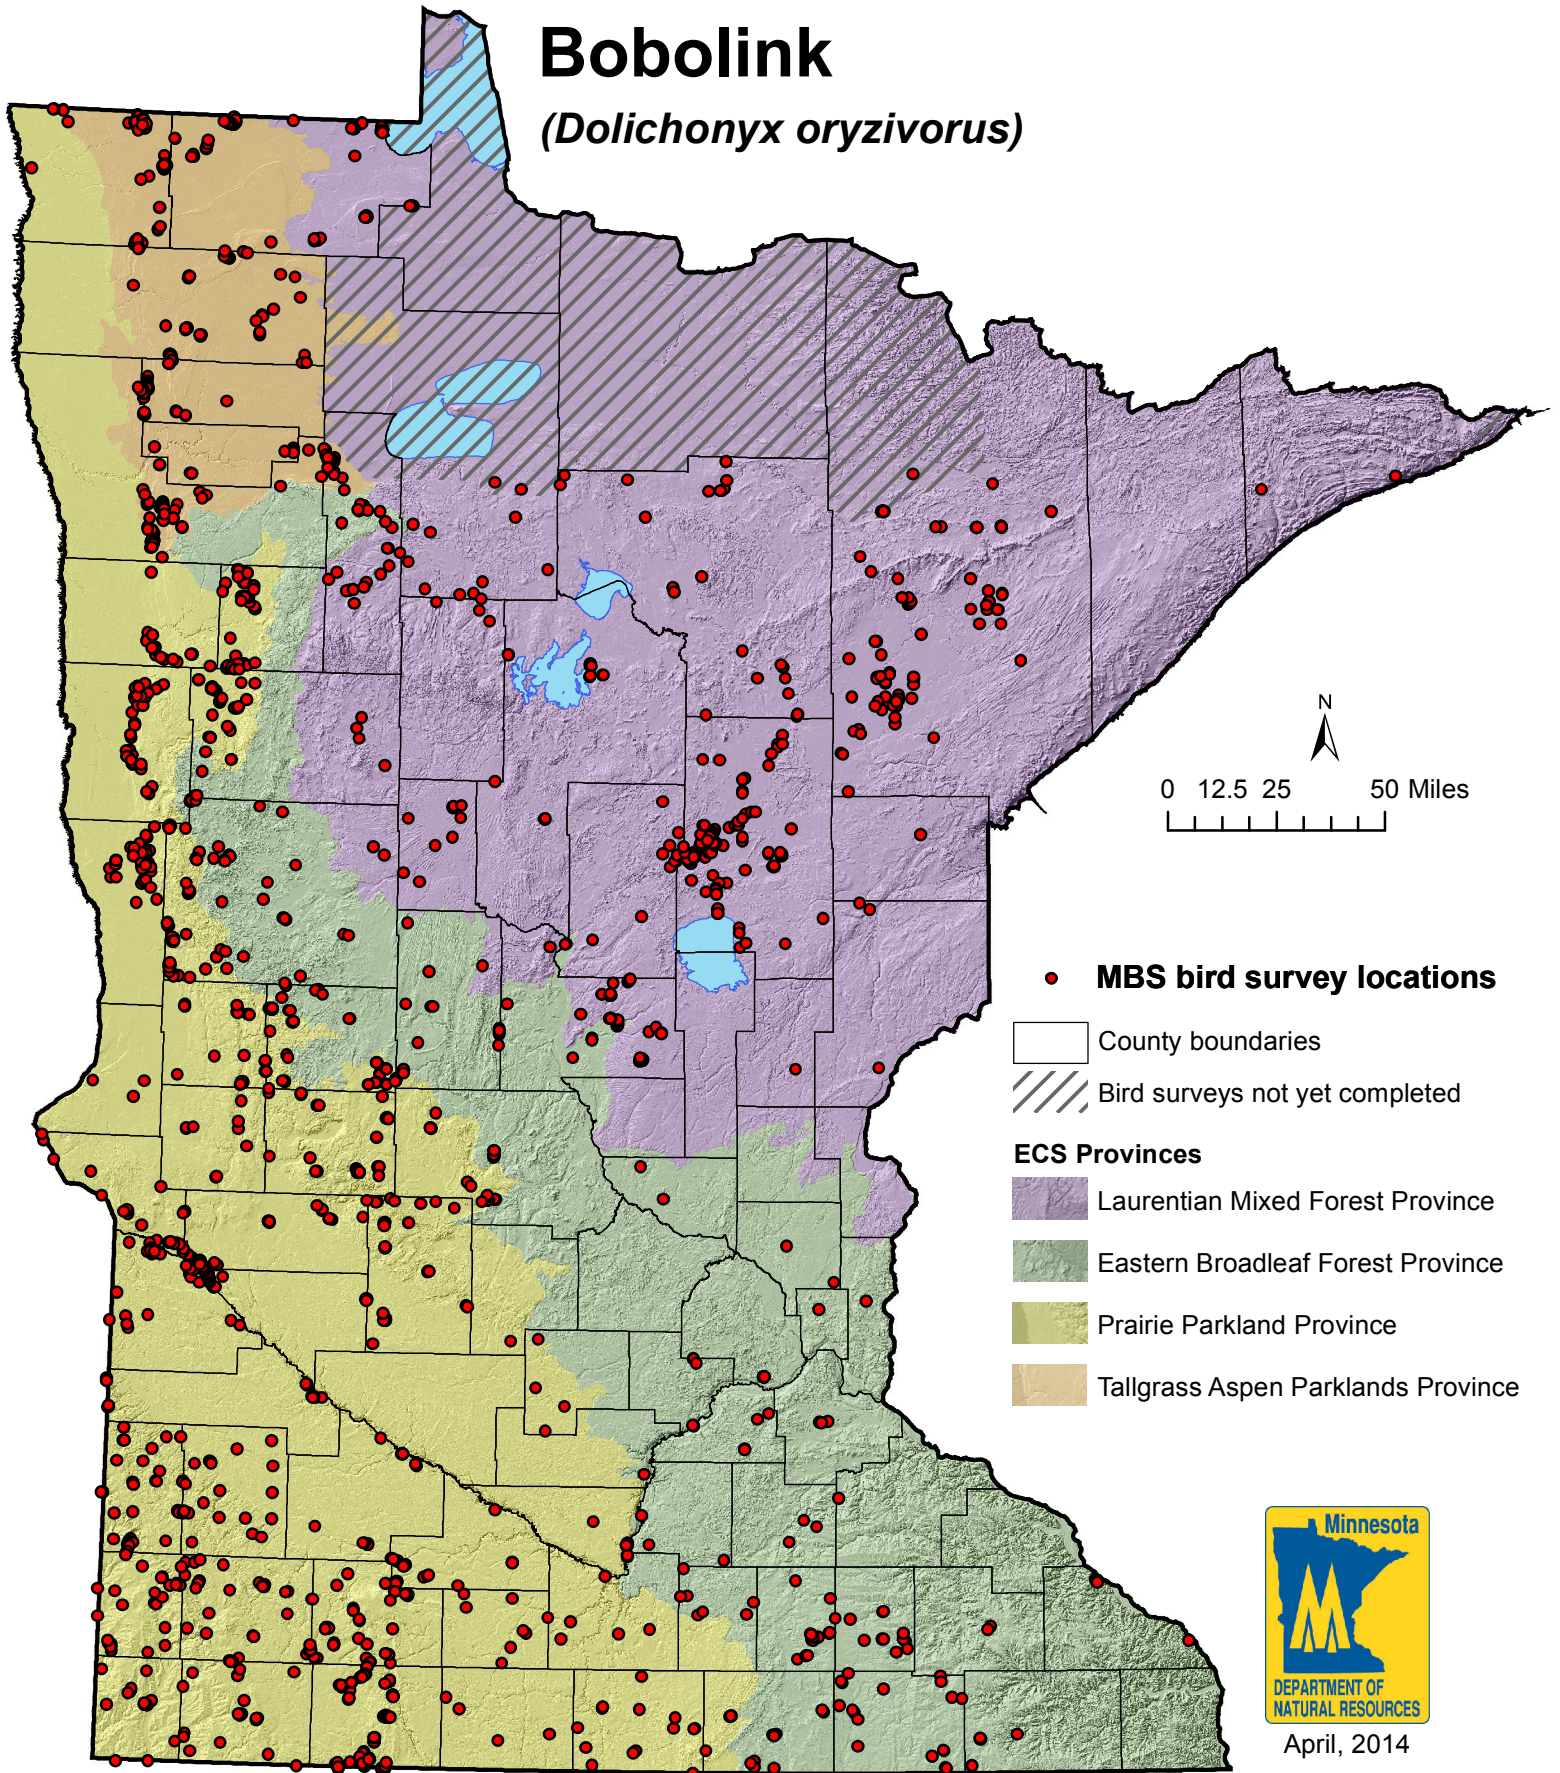 Bobolink
(Dolichonyx oryzivorus)
N
0 12.5 25 50 Miles
MBS bird survey locations
County boundaries
Bird surveys not yet completed
ECS Provinces
Laurentian Mixed Forest Province
Eastern Broadleaf Forest Province
Prairie Parkland Province
Tallgrass Aspen Parklands Province
Minnesota
DEPARTMENT OF
NATURAL RESOURCES
April, 2014